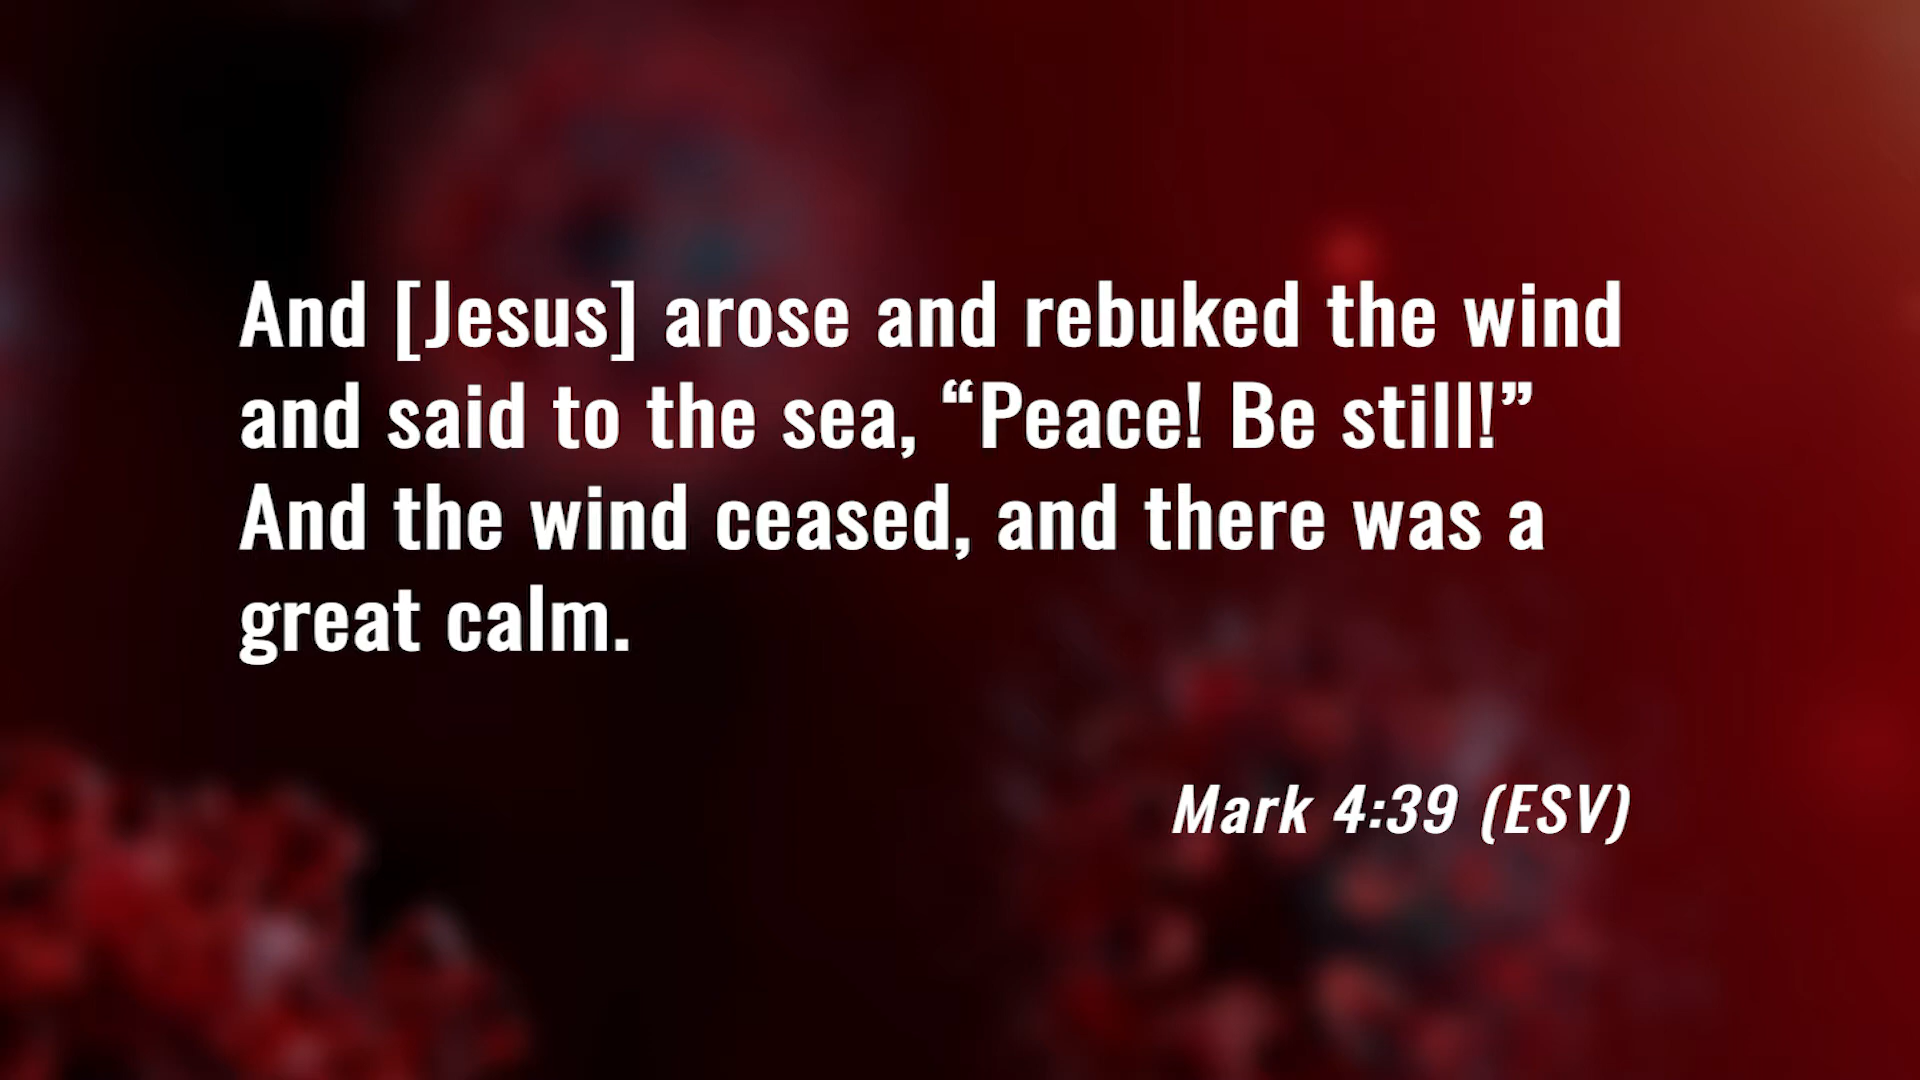 And [Jesus] arose and rebuked the wind
and said to the sea, “Peace! Be still!”
And the wind ceased, and there was a
great calm.
Mark 4:39 (ESV)